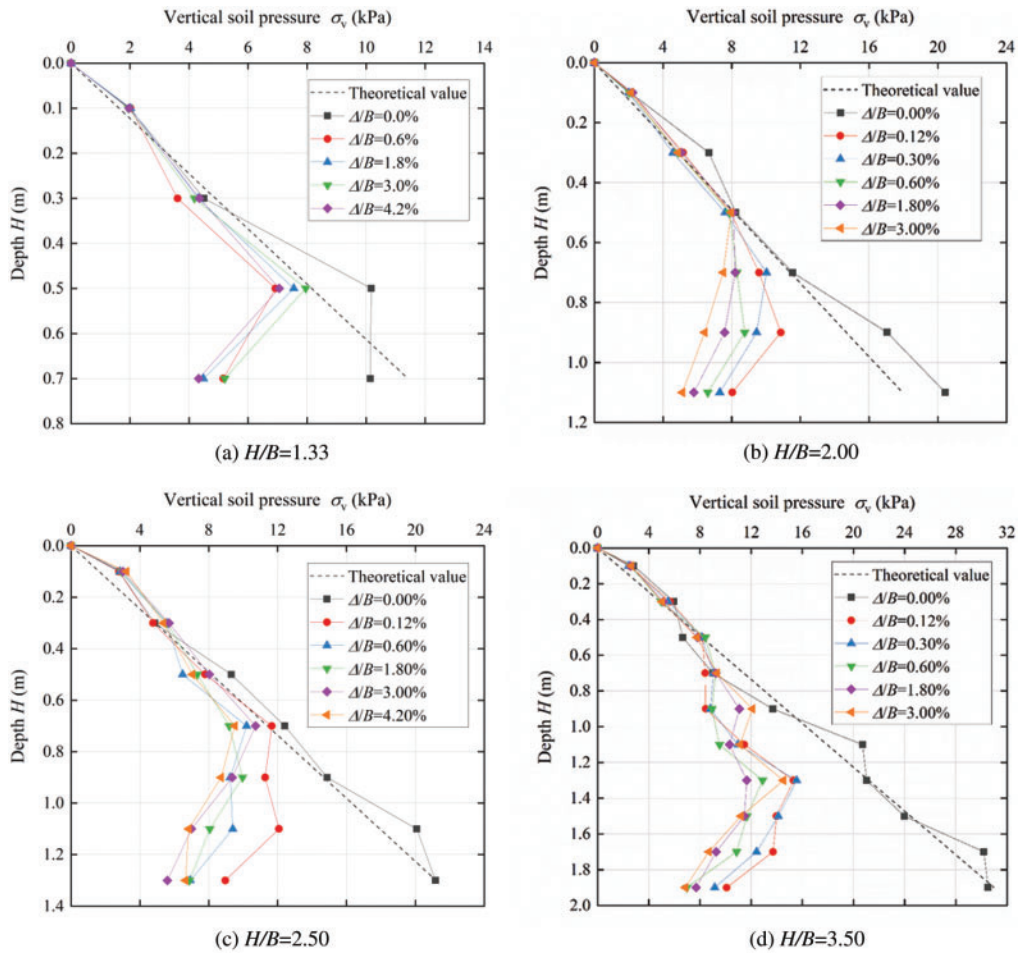 Vertical soil pressure σv (kPa)
0 2 4 6 8 10 12 14
0.0
0.1
0.2
0.3
0.4
0.5
0.6
0.7
0.8
Depth H (m)
Theoretical value
Δ/B=0.0%
Δ/B=0.6%
Δ/B=1.8%
Δ/B=3.0%
Δ/B=4.2%
(a) H/B=1.33
Vertical soil pressure σv (kPa)
0 4 8 12 16 20 24
0.0
0.2
0.4
0.6
0.8
1.0
1.2
Depth H (m)
Theoretical value
Δ/B=0.00%
Δ/B=0.12%
Δ/B=0.30%
Δ/B=0.60%
Δ/B=1.80%
Δ/B=3.00%
(b) H/B=2.00
Vertical soil pressure σv (kPa)
0 4 8 12 16 20 24
0.0
0.2
0.4
0.6
0.8
1.0
1.2
1.4
Depth H (m)
Theoretical value
Δ/B=0.00%
Δ/B=0.12%
Δ/B=0.60%
Δ/B=1.80%
Δ/B=3.00%
Δ/B=4.20%
(c) H/B=2.50
Vertical soil pressure σv (kPa)
0 4 8 12 16 20 24 28 32
0.0
0.2
0.4
0.6
0.8
1.0
1.2
1.4
1.6
1.8
2.0
Depth H (m)
Theoretical value
Δ/B=0.00%
Δ/B=0.12%
Δ/B=0.30%
Δ/B=0.60%
Δ/B=1.80%
Δ/B=3.00%
(d) H/B=3.50